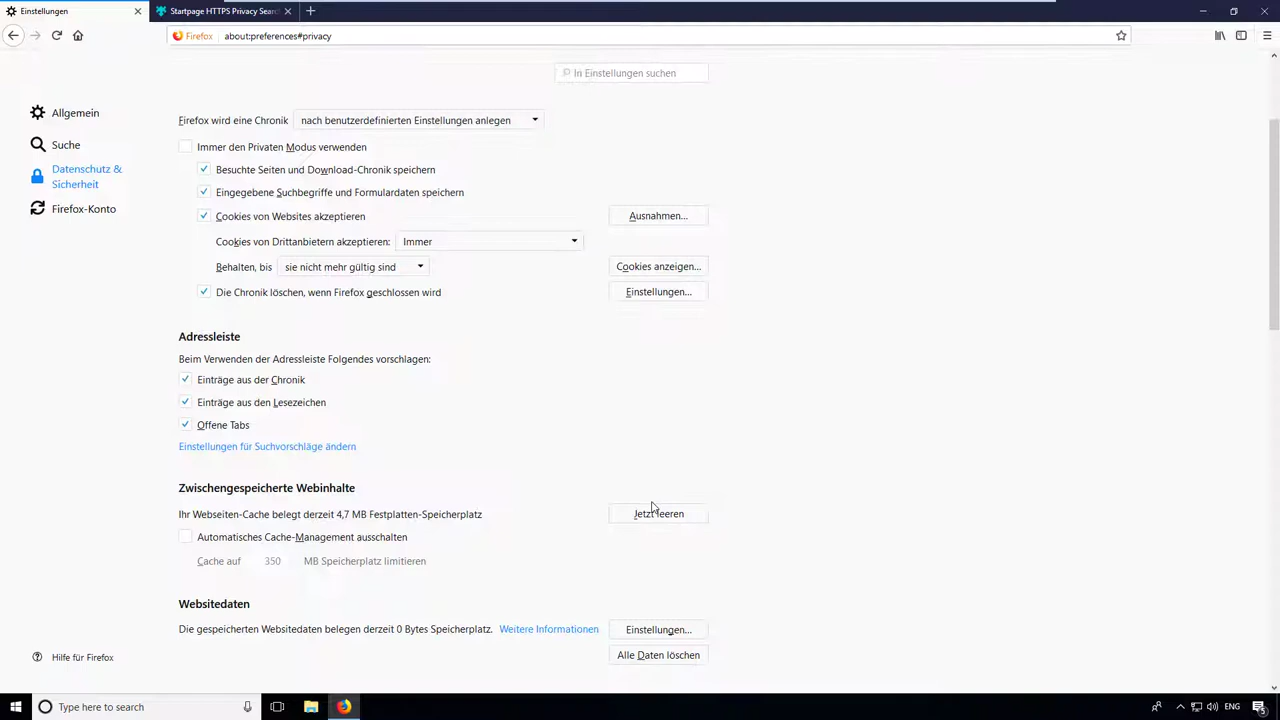 Einstellungen
Startpage HTTPS Privacy Sear
Firefox
about:preferences#privacy
In Einstellungen suchen
Allgemein
Suche
Datenschutz &
Sicherheit
Firefox-Konto
Firefox wird eine Chronik nach benutzerdefinierten Einstellungen anlegen
Immer den Privaten Modus verwenden
Besuchte Seiten und Download-Chronik speichern
Eingegebene Suchbegriffe und Formulardaten speichern
Cookies von Websites akzeptieren Ausnahmen...
Cookies von Drittanbietern akzeptieren: Immer
Behalten, bis sie nicht mehr gültig sind Cookies anzeigen...
Die Chronik löschen, wenn Firefox geschlossen wird Einstellungen...
Adressleiste
Beim Verwenden der Adressleiste Folgendes vorschlagen:
Einträge aus der Chronik
Einträge aus den Lesezeichen
Offene Tabs
Einstellungen für Suchvorschläge ändern
Zwischengespeicherte Webinhalte
Ihr Webseiten-Cache belegt derzeit 4,7 MB Festplatten-Speicherplatz Jetzt leeren
Automatisches Cache-Management ausschalten
Cache auf 350 MB Speicherplatz limitieren
Websitedaten
Die gespeicherten Websitedaten belegen derzeit 0 Bytes Speicherplatz. Weitere Informationen Einstellungen...
Alle Daten löschen
Hilfe für Firefox
Type here to search
ENG